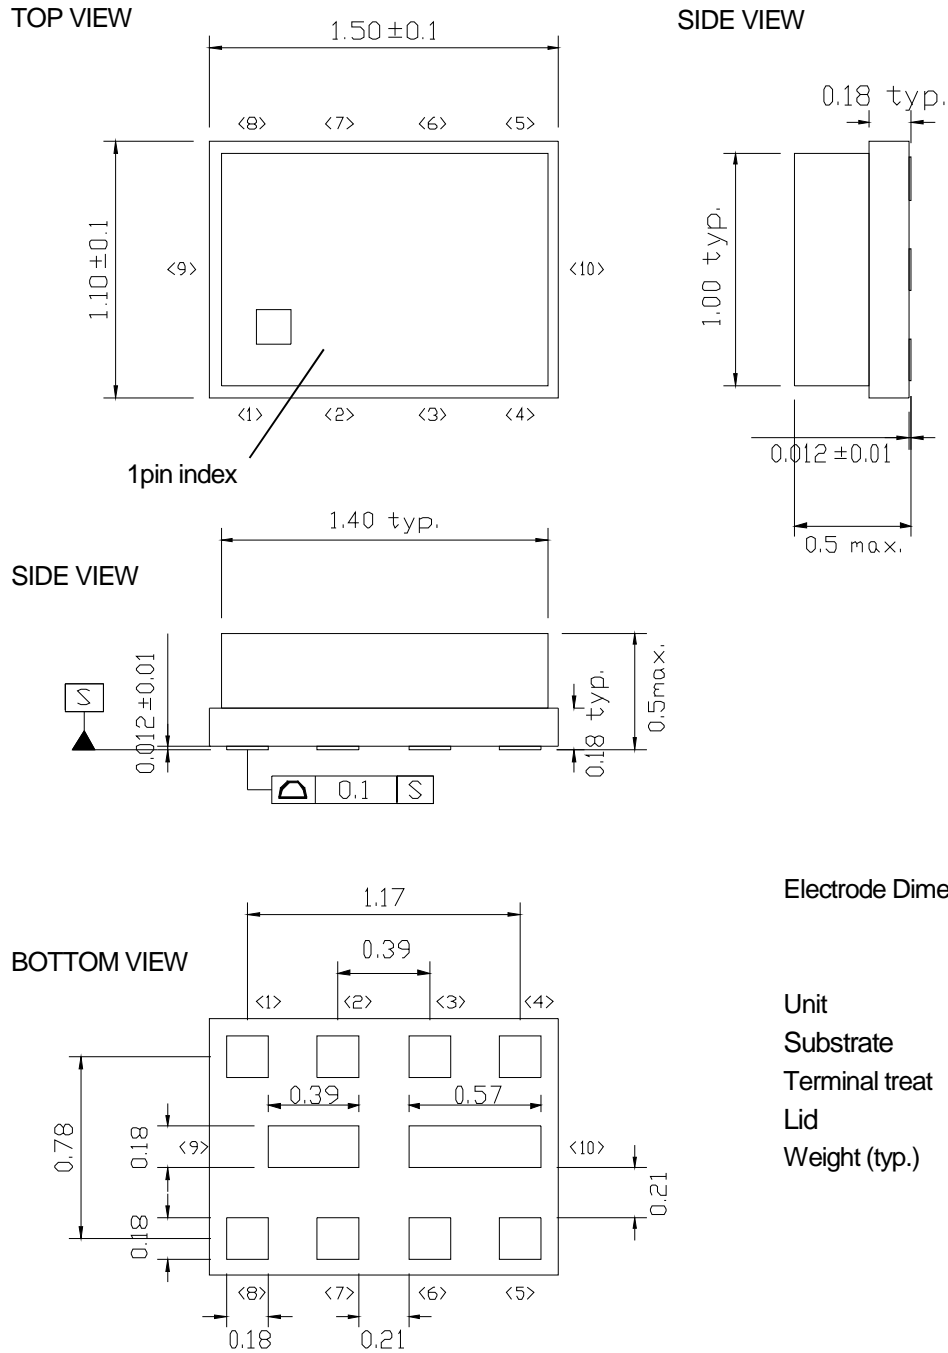 TOP VIEW
SIDE VIEW
1.50±0.1
0.18 typ.
<8> <7> <6> <5>
1.10±0.1
<9>
<10>
1.00 typ.
<1> <2> <3> <4>
1pin index
0.012±0.01
0.5 max.
1.40 typ.
SIDE VIEW
S
0.012±0.01
0.18 typ.
0.5max.
0.1 S
1.17
Electrode Dime
0.39
BOTTOM VIEW
<1> <2> <3> <4>
Unit
Substrate
Terminal treat
Lid
Weight (typ.)
0.39 0.57
0.78
0.18
<9>
<10>
0.21
0.18
<8> <7> <6> <5>
0.18 0.21